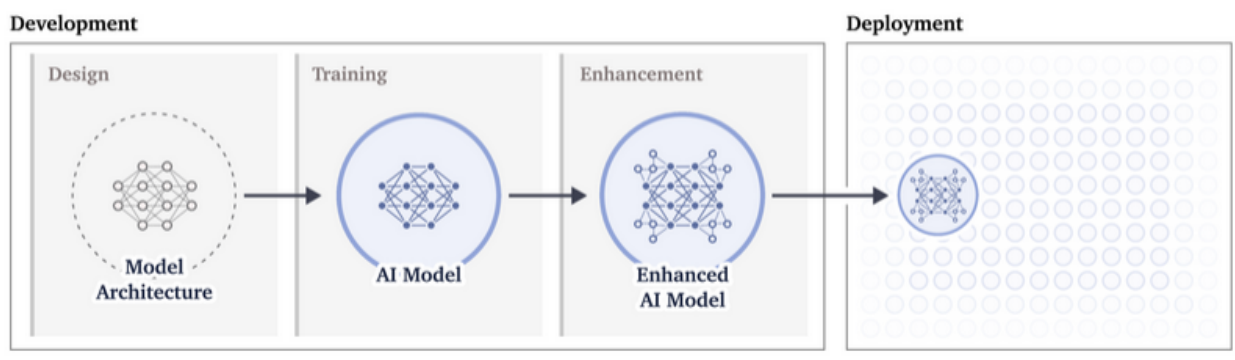 Development
Deployment
Design
Training
Enhancement
Model
Architecture
AI Model
Enhanced
AI Model